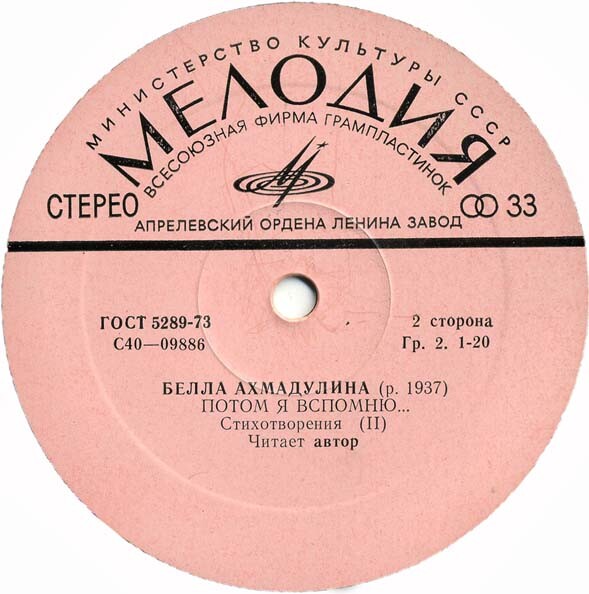 МИНИСТЕРСТВО КУЛЬТУРЫ СССР
МЕЛОДИЯ
ВСЕСОЮЗНАЯ ФИРМА ГРАМПЛАСТИНОК
СТЕРЕО
33
АПРЕЛЕВСКИЙ ОРДЕНА ЛЕНИНА ЗАВОД
ГОСТ 5289-73
2 сторона
С40—09886
Гр. 2. 1-20
БЕЛЛА АХМАДУЛИНА (р. 1937)
ПОТОМ Я ВСПОМНЮ...
Стихотворения (II)
Читает автор